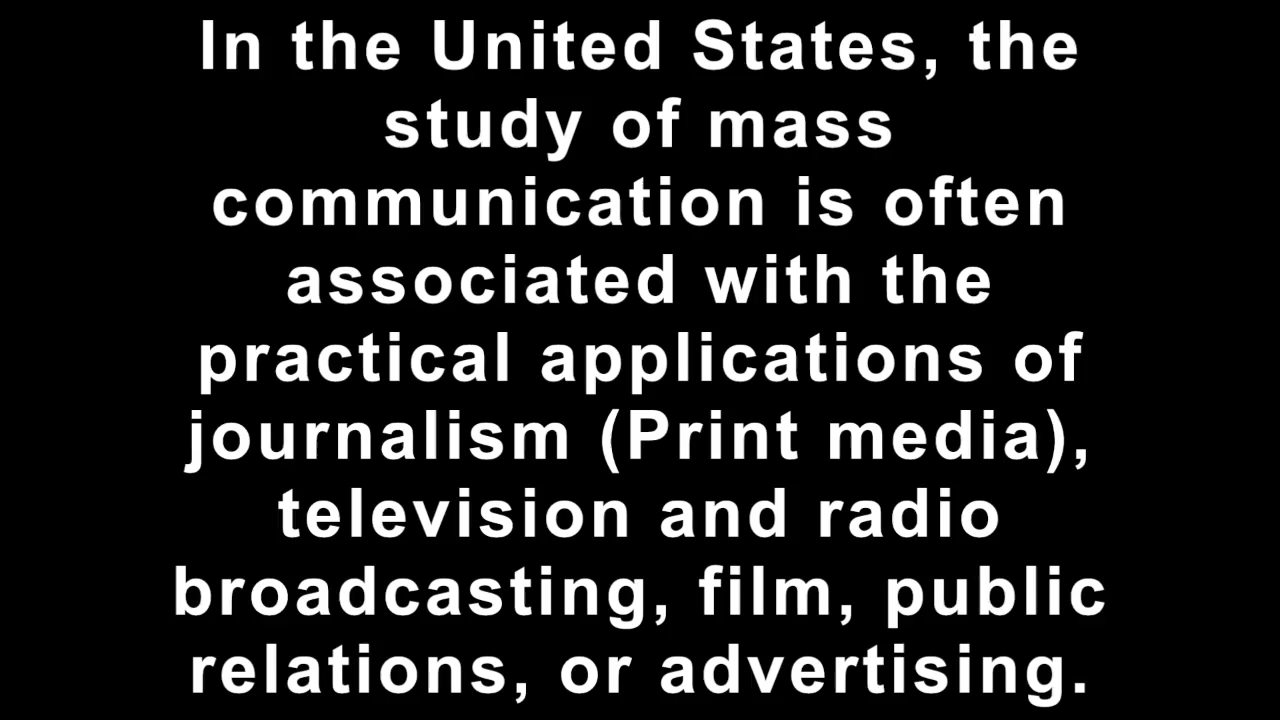 In the United States, the
study of mass
communication is often
associated with the
practical applications of
journalism (Print media),
television and radio
broadcasting, film, public
relations, or advertising.